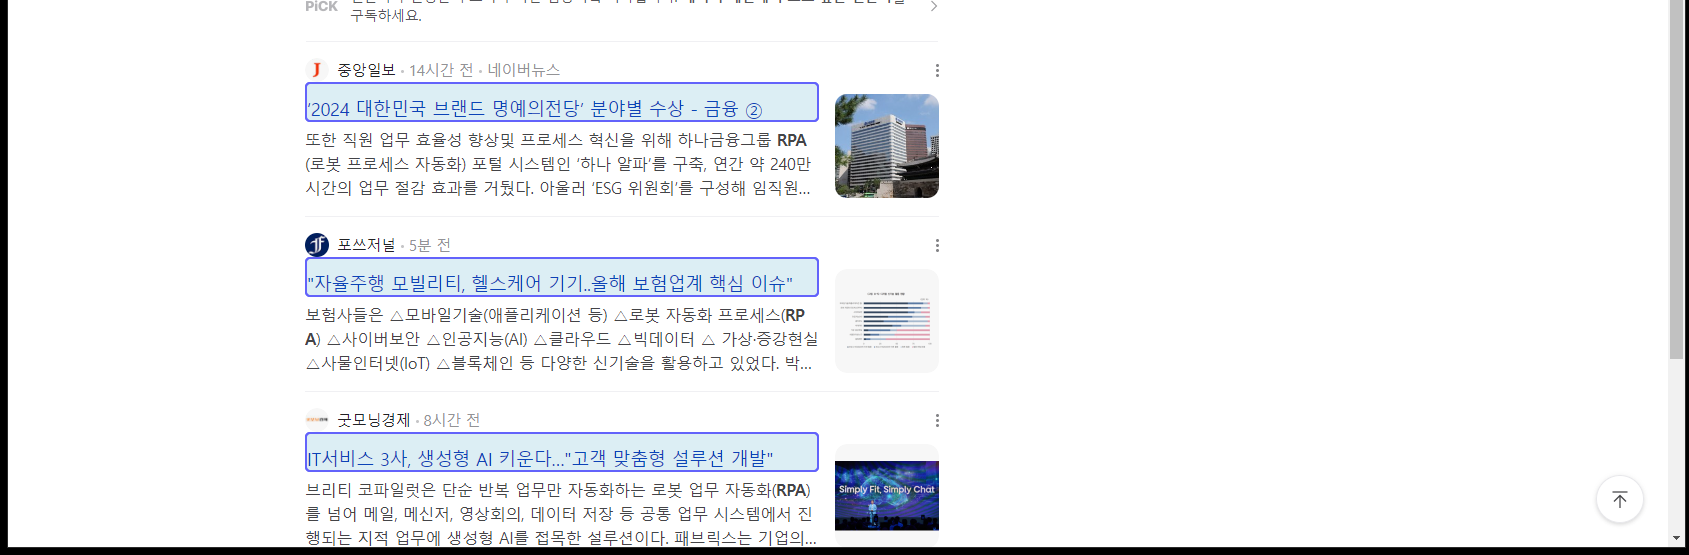 PiCK
구독하세요.
중앙일보 · 14시간 전 · 네이버뉴스
'2024 대한민국 브랜드 명예의전당' 분야별 수상 - 금융 ②
또한 직원 업무 효율성 향상및 프로세스 혁신을 위해 하나금융그룹 RPA
(로봇 프로세스 자동화) 포털 시스템인 '하나 알파'를 구축, 연간 약 240만
시간의 업무 절감 효과를 거뒀다. 아울러 'ESG 위원회'를 구성해 임직원...
포쓰저널 · 5분 전
"자율주행 모빌리티, 헬스케어 기기..올해 보험업계 핵심 이슈"
보험사들은 △모바일기술(애플리케이션 등) △로봇 자동화 프로세스(RP
A) △사이버보안 △인공지능(AI) △클라우드 △빅데이터 △ 가상·증강현실
△사물인터넷(IoT) △블록체인 등 다양한 신기술을 활용하고 있었다. 박...
굿모닝경제 · 8시간 전
IT서비스 3사, 생성형 AI 키운다..."고객 맞춤형 설루션 개발"
브리티 코파일럿은 단순 반복 업무만 자동화하는 로봇 업무 자동화(RPA)
를 넘어 메일, 메신저, 영상회의, 데이터 저장 등 공통 업무 시스템에서 진
행되는 지적 업무에 생성형 AI를 접목한 설루션이다. 패브릭스는 기업의...
Simply Fit, Simply Chat